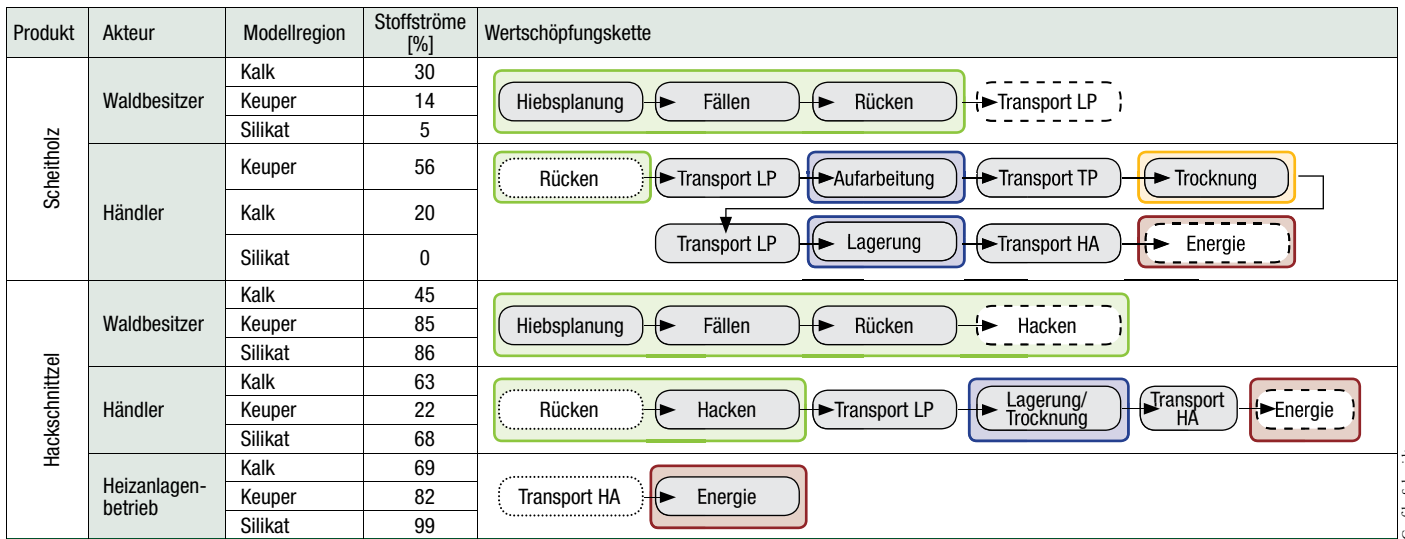 Produkt Akteur Modellregion Stoffströme [%] Wertschöpfungskette
Scheitholz
Waldbesitzer
Kalk 30
Keuper 14
Silikat 5
Hiebsplanung Fällen Rücken Transport LP
Händler
Keuper 56
Kalk 20
Silikat 0
Rücken Transport LP Aufarbeitung Transport TP Trocknung
Transport LP Lagerung Transport HA Energie
Hackschnittzel
Waldbesitzer
Kalk 45
Keuper 85
Silikat 86
Hiebsplanung Fällen Rücken Hacken
Händler
Kalk 63
Keuper 22
Silikat 68
Rücken Hacken Transport LP Lagerung/ Trocknung Transport HA Energie
Heizanlagen-
betrieb
Kalk 69
Keuper 82
Silikat 99
Transport HA Energie